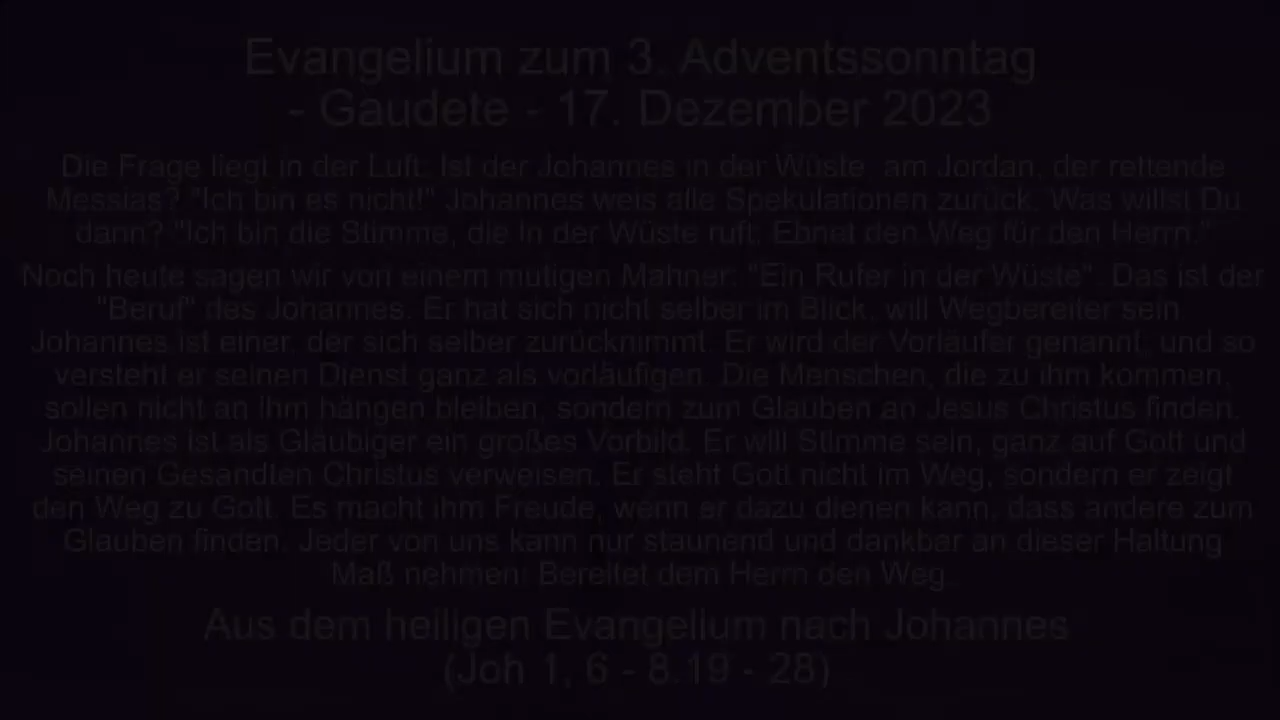 Evangelium zum 3. Adventssonntag
- Gaudete - 17. Dezember 2023
Die Frage liegt in der Luft: Ist der Johannes in der Wüste, am Jordan, der rettende
Messias? "Ich bin es nicht!" Johannes weis alle Spekulationen zurück. Was willst Du
dann? "Ich bin die Stimme, die in der Wüste ruft: Ebnet den Weg für den Herrn."
Noch heute sagen wir von einem mutigen Mahner: "Ein Rufer in der Wüste". Das ist der
"Beruf" des Johannes. Er hat sich nicht selber im Blick, will Wegbereiter sein.
Johannes ist einer, der sich selber zurücknimmt. Er wird der Vorläufer genannt, und so
versteht er seinen Dienst ganz als vorläufigen. Die Menschen, die zu ihm kommen,
sollen nicht an ihm hängen bleiben, sondern zum Glauben an Jesus Christus finden.
Johannes ist als Gläubiger ein großes Vorbild. Er will Stimme sein, ganz auf Gott und
seinen Gesandten Christus verweisen. Er steht Gott nicht im Weg, sondern er zeigt
den Weg zu Gott. Es macht ihm Freude, wenn er dazu dienen kann, dass andere zum
Glauben finden. Jeder von uns kann nur staunend und dankbar an dieser Haltung
Maß nehmen: Bereitet dem Herrn den Weg.
Aus dem heiligen Evangelium nach Johannes
(Joh 1, 6 - 8.19 - 28)